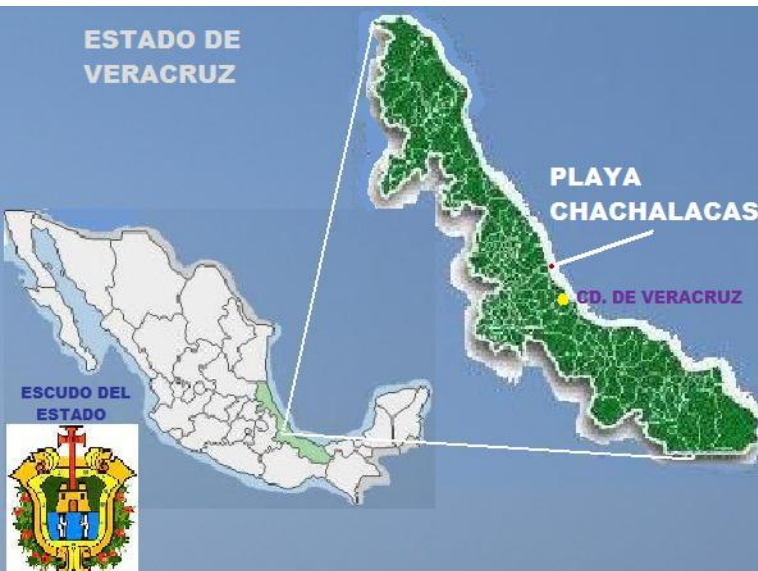 ESTADO DE
VERACRUZ
PLAYA
CHACHALACAS
CD. DE VERACRUZ
ESCUDO DEL
ESTADO